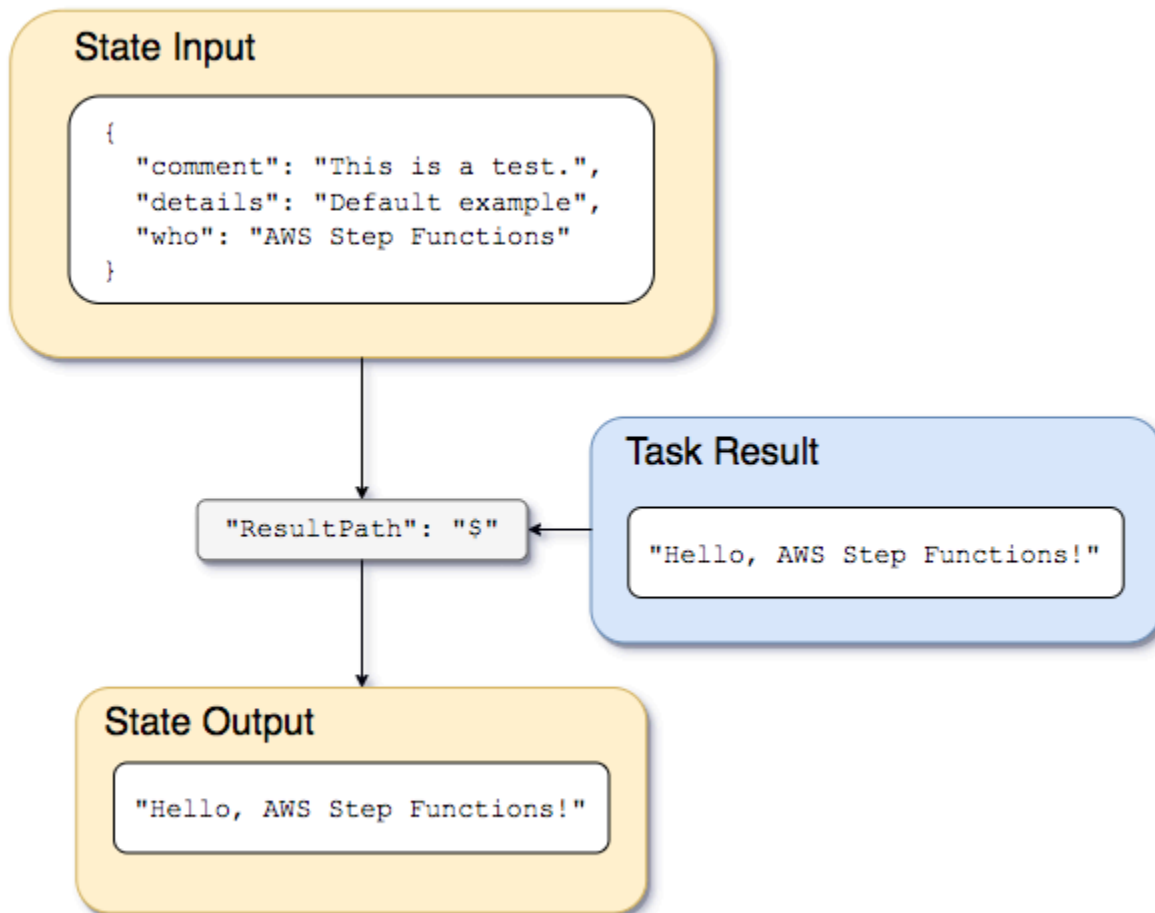 State Input
{
"comment": "This is a test.",
"details": "Default example",
"who": "AWS Step Functions"
}
Task Result
"ResultPath": "$"
"Hello, AWS Step Functions!"
State Output
"Hello, AWS Step Functions!"